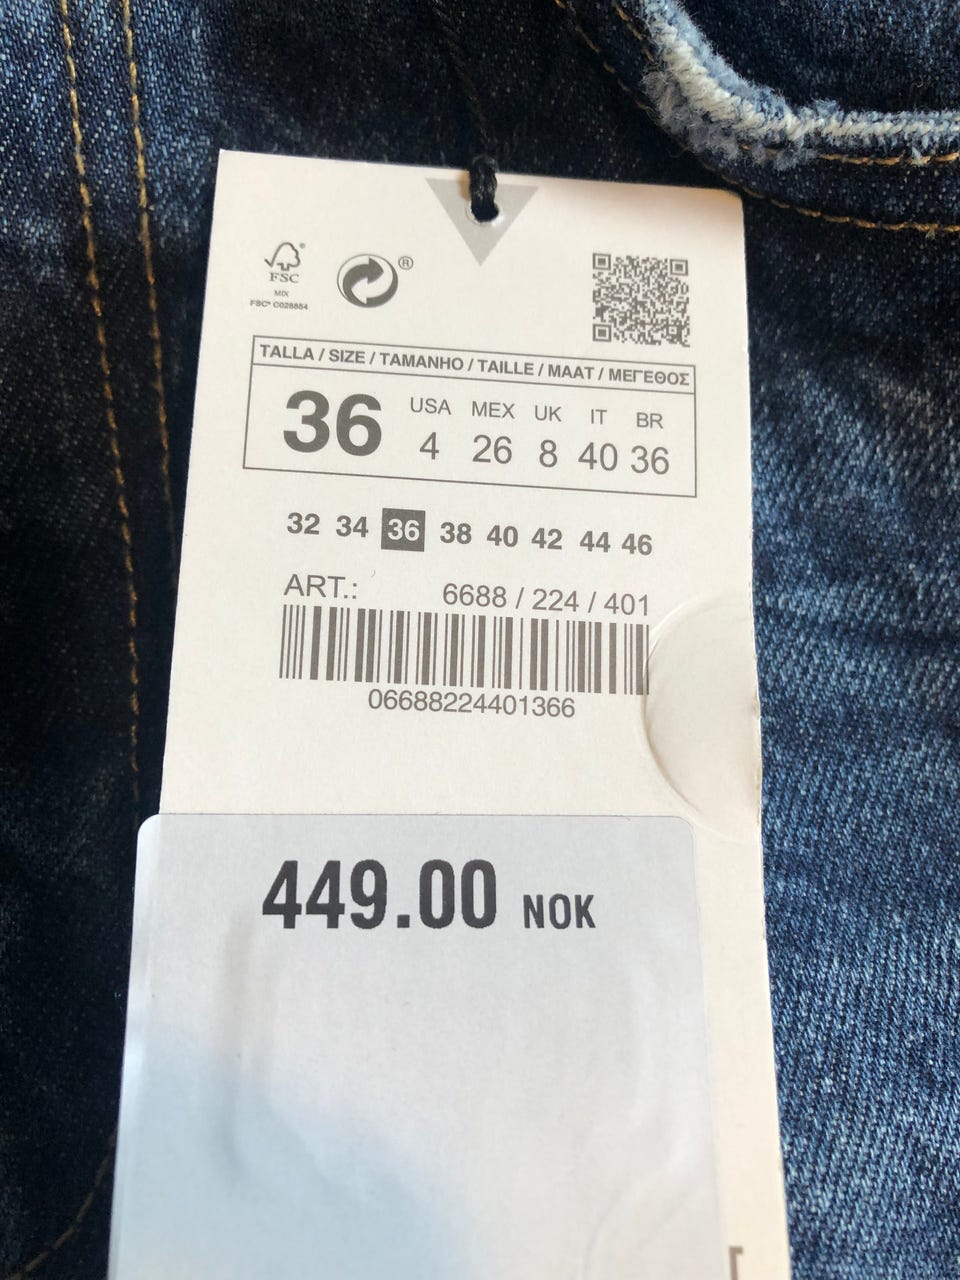 FSC®
MIX
FSC® C028854
®
TALLA / SIZE / TAMANHO / TAILLE / MAAT / ΜΕΓΕΘΟΣ
36
USA MEX UK IT BR
4 26 8 40 36
32 34 36 38 40 42 44 46
ART.: 6688 / 224 / 401
06688224401366
449.00 NOK